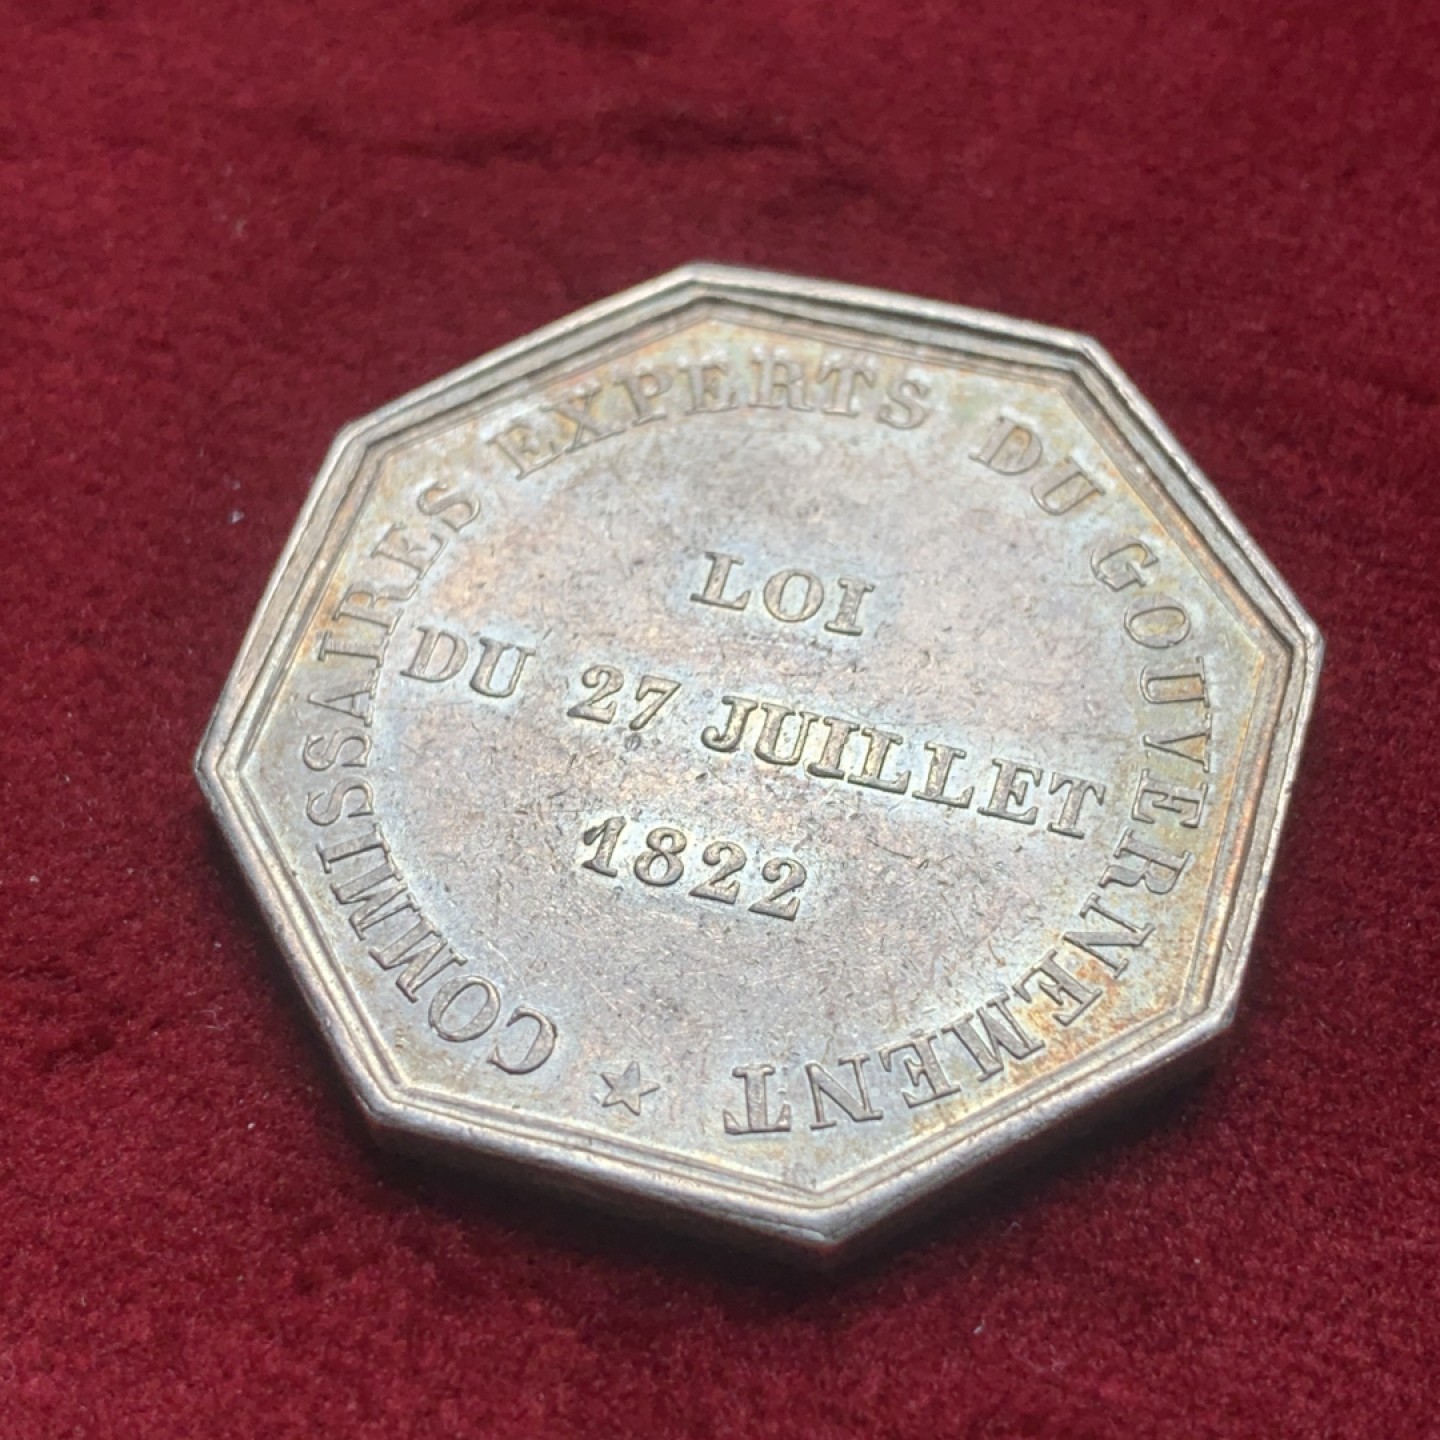 COMMISSAIRES EXPERTS DU GOUVERNEMENT
LOI
DU 27 JUILLET
1822